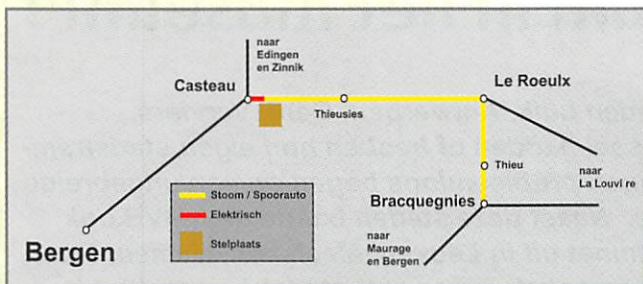 naar
Edingen
en Zinnik
Casteau
Le Roeulx
Thieusies
Thieu
naar
La Louvi re
Stoom / Spoorauto
Elektrisch
Stelplaats
Bracquegnies
Bergen
naar
Maurage
en Bergen